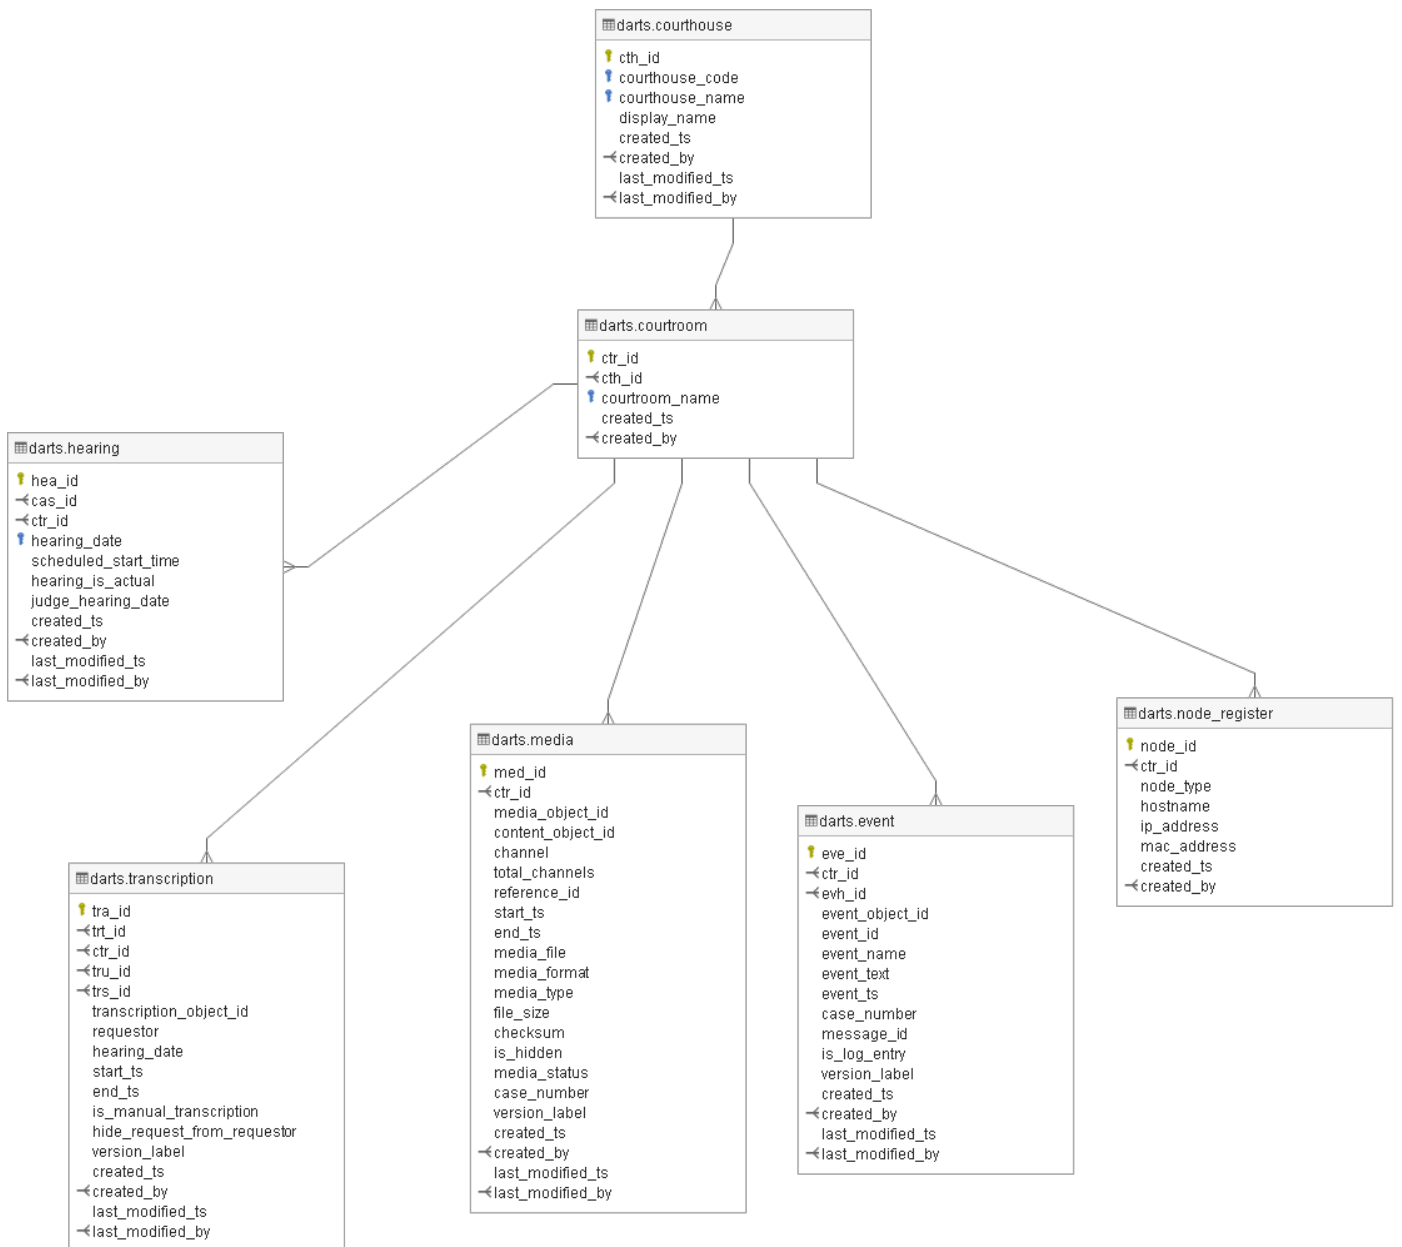 darts.courthouse
cth_id
courthouse_code
courthouse_name
display_name
created_ts
created_by
last_modified_ts
last_modified_by
darts.courtroom
ctr_id
cth_id
courtroom_name
created_ts
created_by
darts.hearing
hea_id
cas_id
ctr_id
hearing_date
scheduled_start_time
hearing_is_actual
judge_hearing_date
created_ts
created_by
last_modified_ts
last_modified_by
darts.transcription
tra_id
trt_id
ctr_id
tru_id
trs_id
transcription_object_id
requestor
hearing_date
start_ts
end_ts
is_manual_transcription
hide_request_from_requestor
version_label
created_ts
created_by
last_modified_ts
last_modified_by
darts.media
med_id
ctr_id
media_object_id
content_object_id
channel
total_channels
reference_id
start_ts
end_ts
media_file
media_format
media_type
file_size
checksum
is_hidden
media_status
case_number
version_label
created_ts
created_by
last_modified_ts
last_modified_by
darts.event
eve_id
ctr_id
evh_id
event_object_id
event_id
event_name
event_text
event_ts
case_number
message_id
is_log_entry
version_label
created_ts
created_by
last_modified_ts
last_modified_by
darts.node_register
node_id
ctr_id
node_type
hostname
ip_address
mac_address
created_ts
created_by